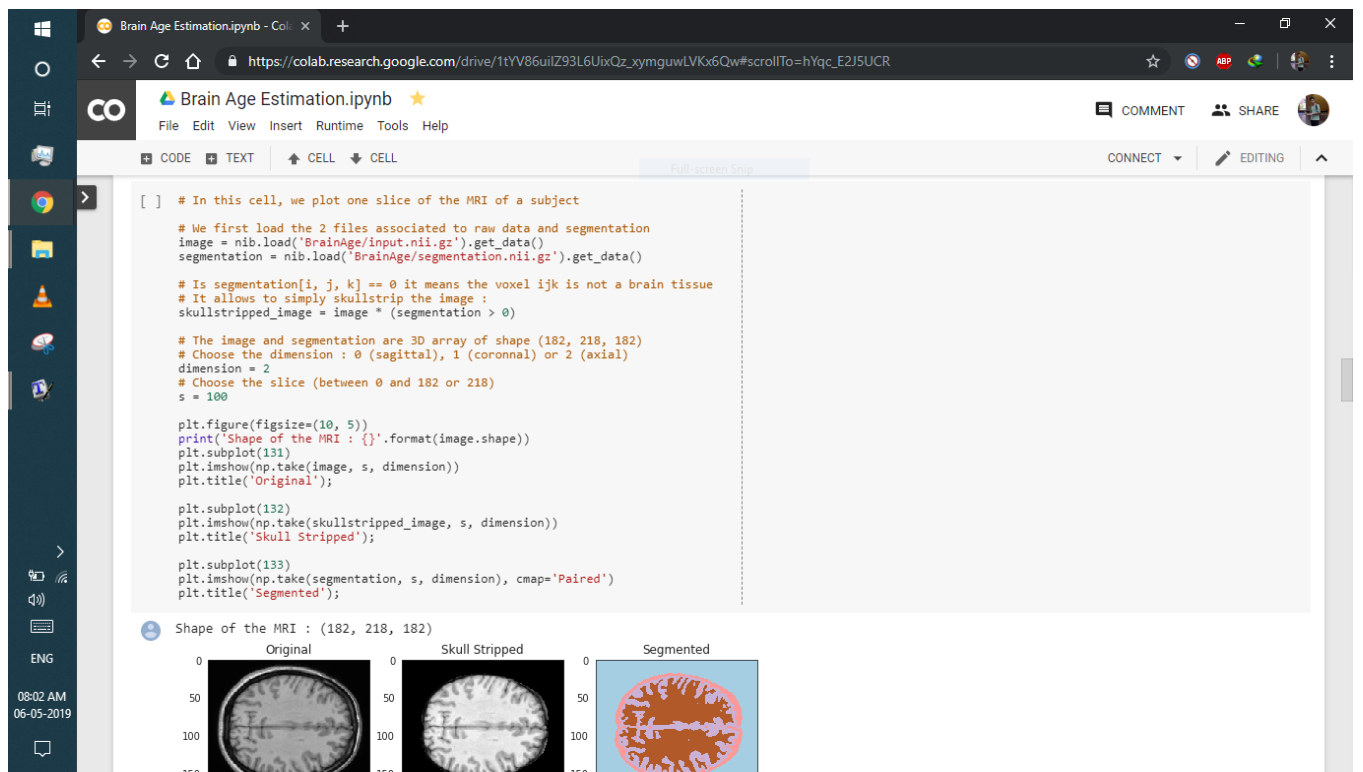 Brain Age Estimation.ipynb - Col
https://colab.research.google.com/drive/1tYV86uilZ93L6UixQz_xymguwLVKx6Qw#scrollTo=hYqc_E2J5UCR
ABP
CO
Brain Age Estimation.ipynb
COMMENT
SHARE
File Edit View Insert Runtime Tools Help
CODE TEXT CELL CELL
CONNECT
EDITING
Full-screen Snip
[ ] # In this cell, we plot one slice of the MRI of a subject
# We first load the 2 files associated to raw data and segmentation
image = nib.load('BrainAge/input.nii.gz').get_data()
segmentation = nib.load('BrainAge/segmentation.nii.gz').get_data()
# Is segmentation[i, j, k] == 0 it means the voxel ijk is not a brain tissue
# It allows to simply skullstrip the image :
skullstripped_image = image * (segmentation > 0)
# The image and segmentation are 3D array of shape (182, 218, 182)
# Choose the dimension : 0 (sagittal), 1 (coronnal) or 2 (axial)
dimension = 2
# Choose the slice (between 0 and 182 or 218)
s = 100
plt.figure(figsize=(10, 5))
print('Shape of the MRI : {}'.format(image.shape))
plt.subplot(131)
plt.imshow(np.take(image, s, dimension))
plt.title('Original');
plt.subplot(132)
plt.imshow(np.take(skullstripped_image, s, dimension))
plt.title('Skull Stripped');
plt.subplot(133)
plt.imshow(np.take(segmentation, s, dimension), cmap='Paired')
plt.title('Segmented');
Shape of the MRI : (182, 218, 182)
Original
Skull Stripped
Segmented
0 0 0
50 50 50
100 100 100
150 150 150
ENG
08:02 AM
06-05-2019